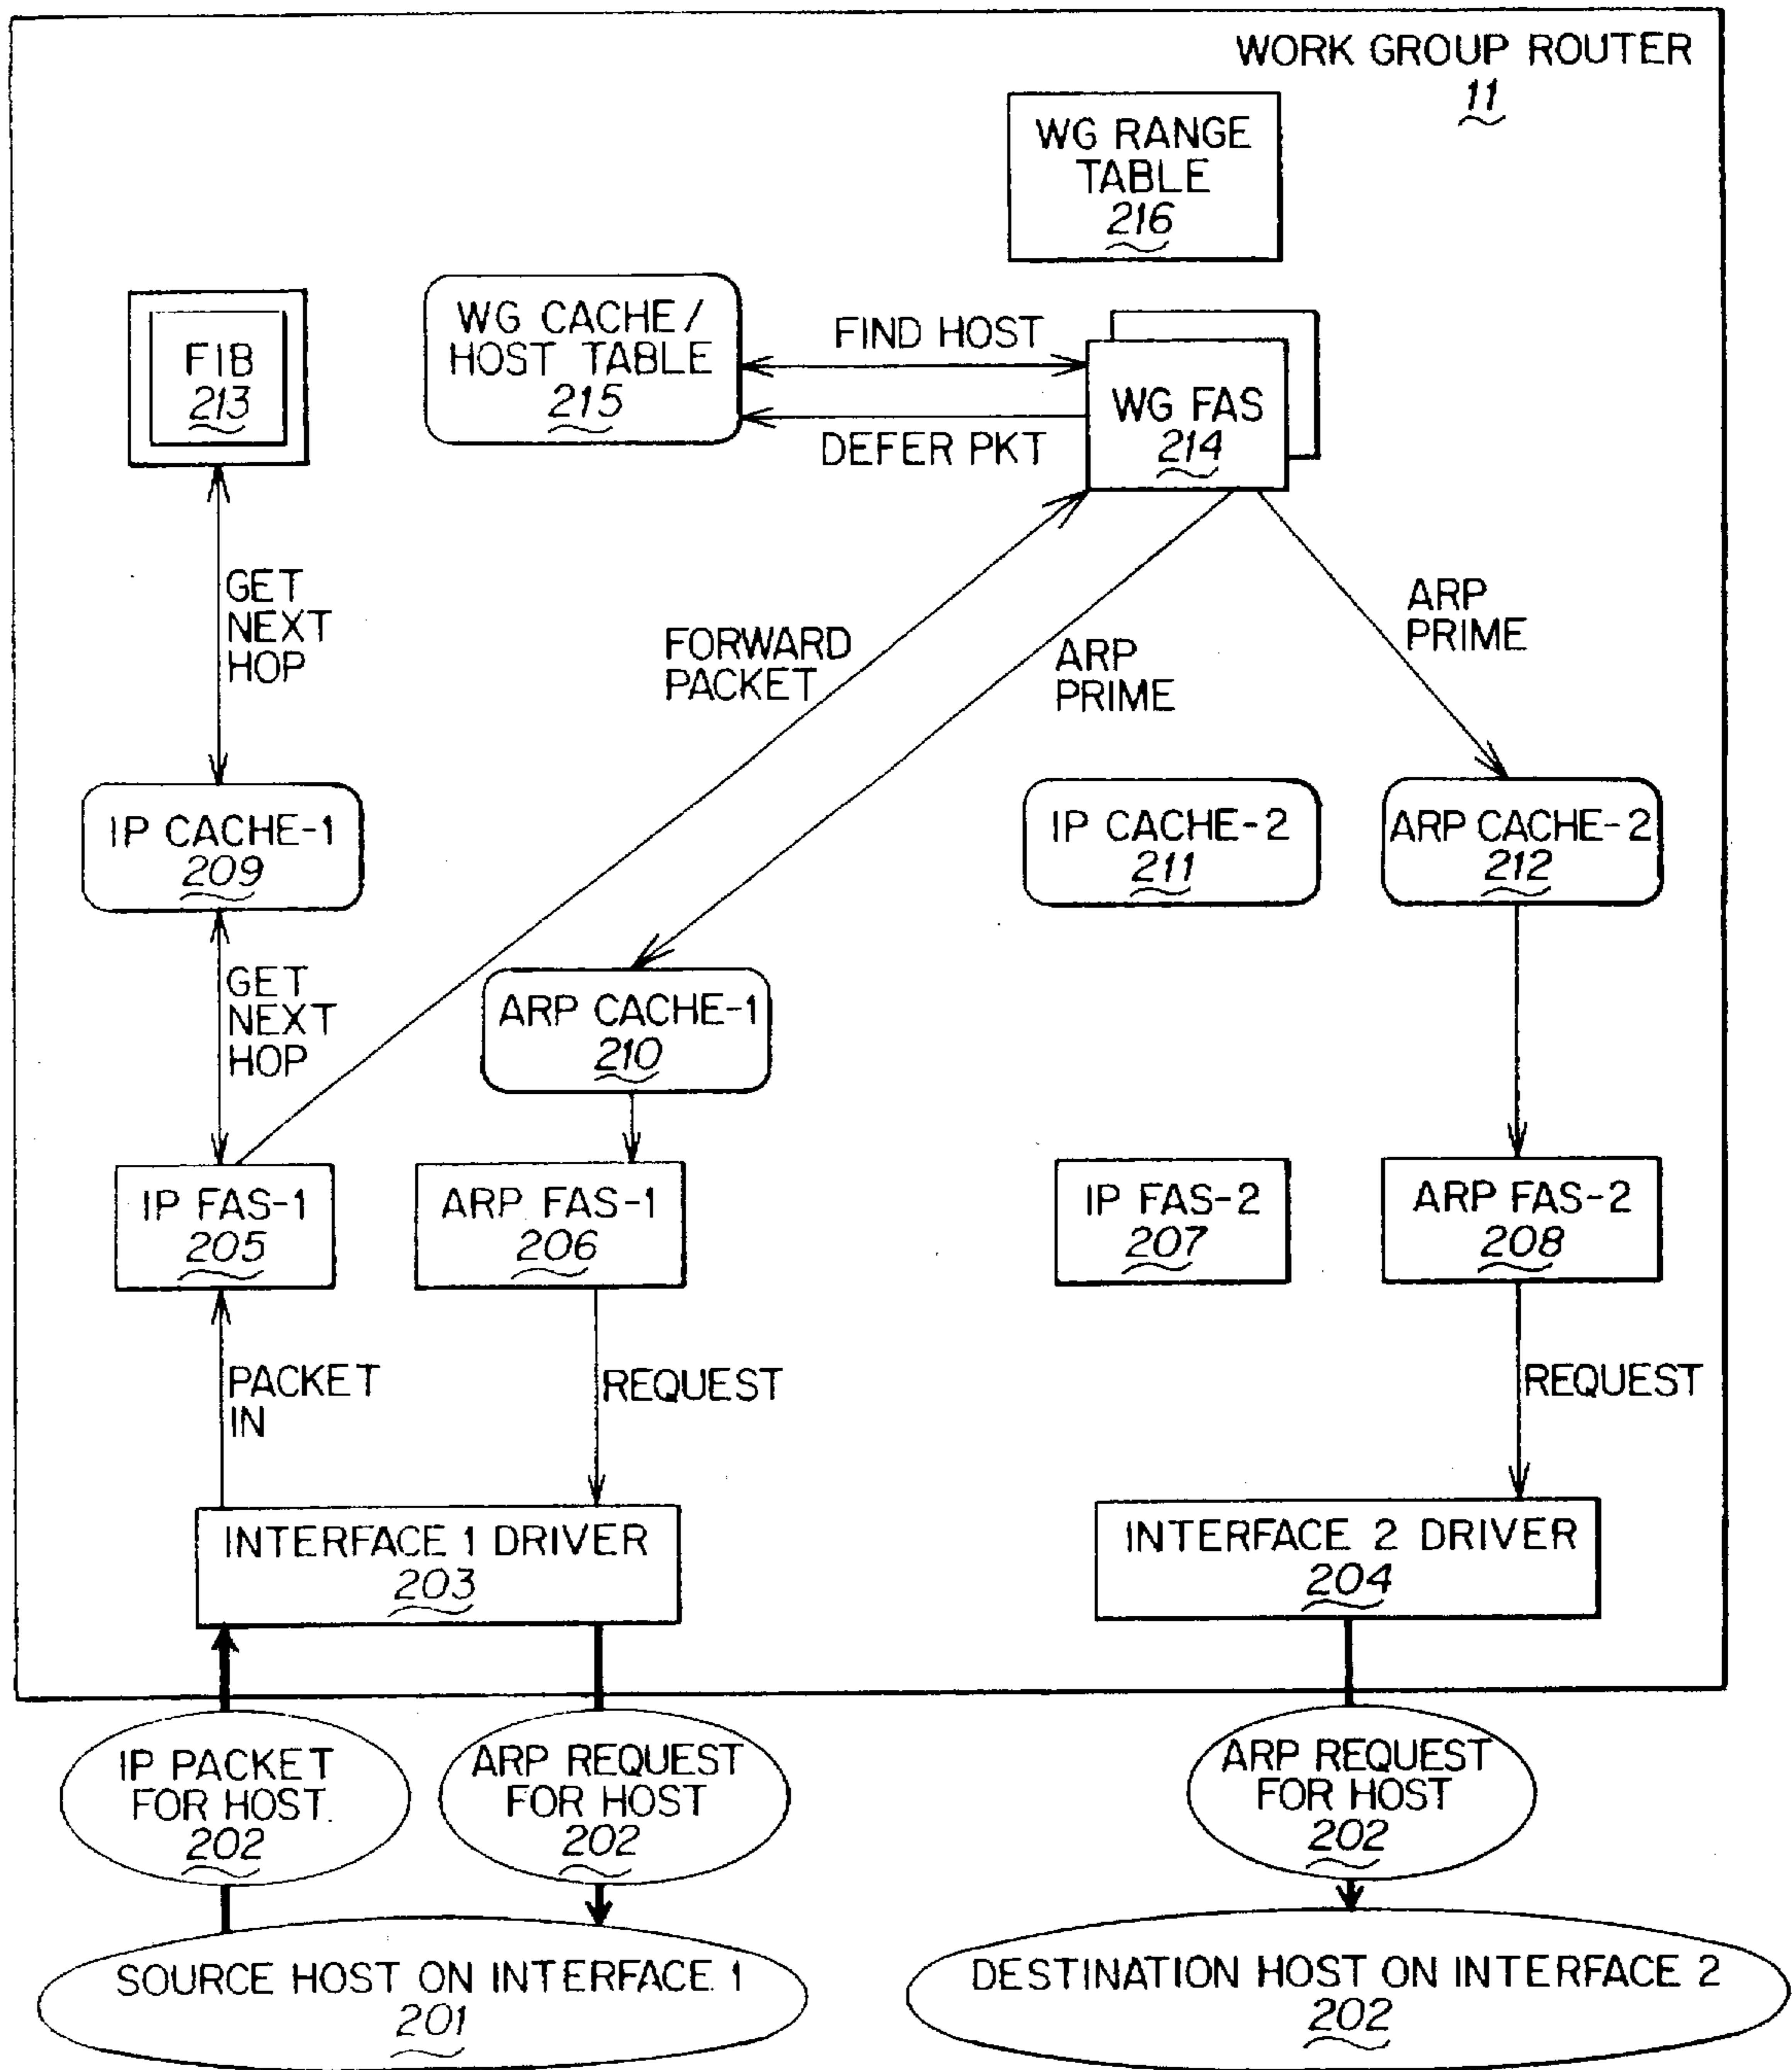 WORK GROUP ROUTER
11
WG RANGE
TABLE
216
WG CACHE/
HOST TABLE
215
FIND HOST
DEFER PKT
WG FAS
214
FIB
213
GET
NEXT
HOP
FORWARD
PACKET
ARP
PRIME
ARP
PRIME
IP CACHE-1
209
IP CACHE-2
211
ARP CACHE-2
212
GET
NEXT
HOP
ARP CACHE-1
210
IP FAS-1
205
ARP FAS-1
206
IP FAS-2
207
ARP FAS-2
208
PACKET
IN
REQUEST
REQUEST
INTERFACE 1 DRIVER
203
INTERFACE 2 DRIVER
204
IP PACKET
FOR HOST
202
ARP REQUEST
FOR HOST
202
ARP REQUEST
FOR HOST
202
SOURCE HOST ON INTERFACE 1
201
DESTINATION HOST ON INTERFACE 2
202